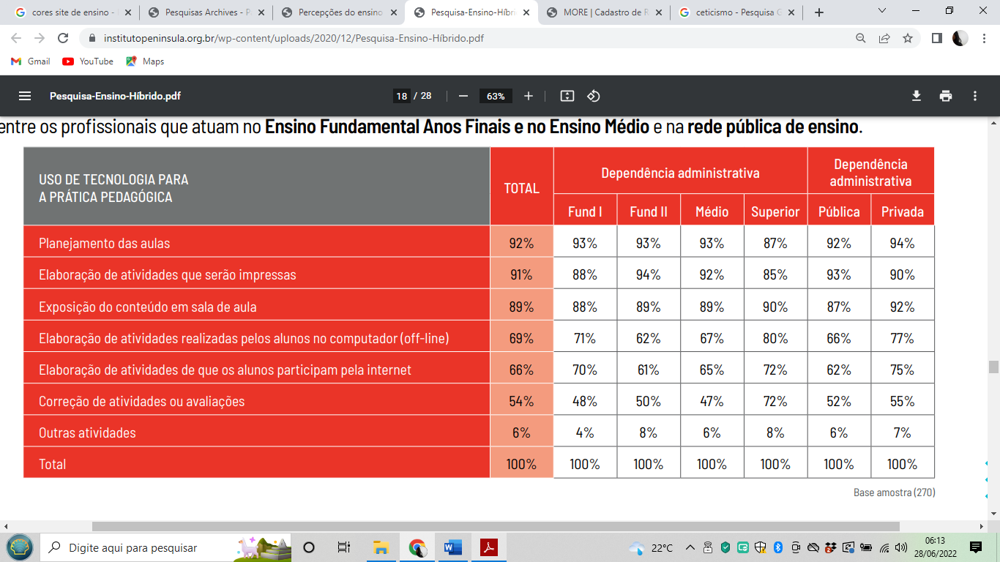 cores site de ensino -
Pesquisas Archives - P
Percepções do ensino
Pesquisa-Ensino-Híbri
MORE | Cadastro de R
ceticismo - Pesquisa G
institutopeninsula.org.br/wp-content/uploads/2020/12/Pesquisa-Ensino-Híbrido.pdf
Gmail YouTube Maps
Pesquisa-Ensino-Híbrido.pdf 18 / 28 63%
entre os profissionais que atuam no Ensino Fundamental Anos Finais e no Ensino Médio e na rede pública de ensino.
USO DE TECNOLOGIA PARA
A PRÁTICA PEDAGÓGICA
TOTAL
Dependência administrativa
Dependência
administrativa
Fund I Fund II Médio Superior Pública Privada
Planejamento das aulas 92% 93% 93% 93% 87% 92% 94%
Elaboração de atividades que serão impressas 91% 88% 94% 92% 85% 93% 90%
Exposição do conteúdo em sala de aula 89% 88% 89% 89% 90% 87% 92%
Elaboração de atividades realizadas pelos alunos no computador (off-line) 69% 71% 62% 67% 80% 66% 77%
Elaboração de atividades de que os alunos participam pela internet 66% 70% 61% 65% 72% 62% 75%
Correção de atividades ou avaliações 54% 48% 50% 47% 72% 52% 55%
Outras atividades 6% 4% 8% 6% 8% 6% 7%
Total 100% 100% 100% 100% 100% 100% 100%
Base amostra (270)
Digite aqui para pesquisar
22°C
06:13
28/06/2022